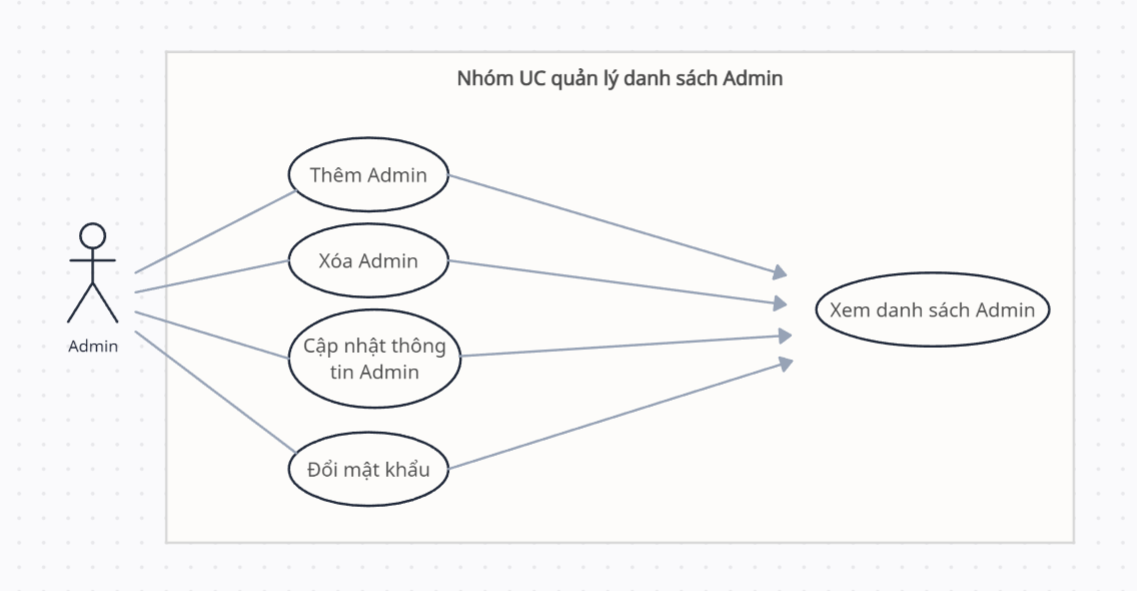 Nhóm UC quản lý danh sách Admin
Thêm Admin
Xóa Admin
Cập nhật thông
tin Admin
Đổi mật khẩu
Xem danh sách Admin
Admin